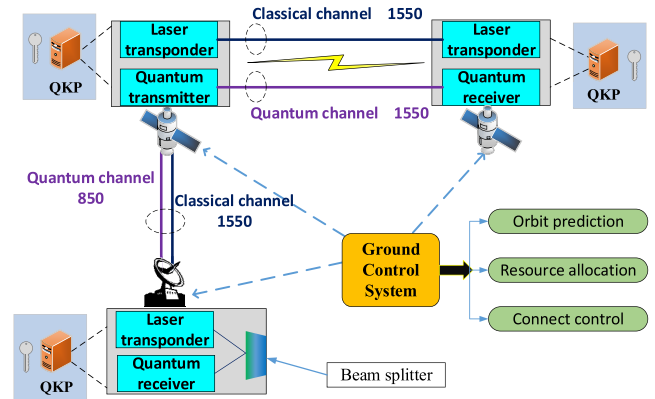 Classical channel 1550
Laser
transponder
Laser
transponder
QKP
Quantum
transmitter
Quantum
receiver
QKP
Quantum channel 1550
Quantum channel
850
Classical channel
1550
Ground
Control
System
Orbit prediction
Resource allocation
Connect control
Laser
transponder
Quantum
receiver
QKP
Beam splitter